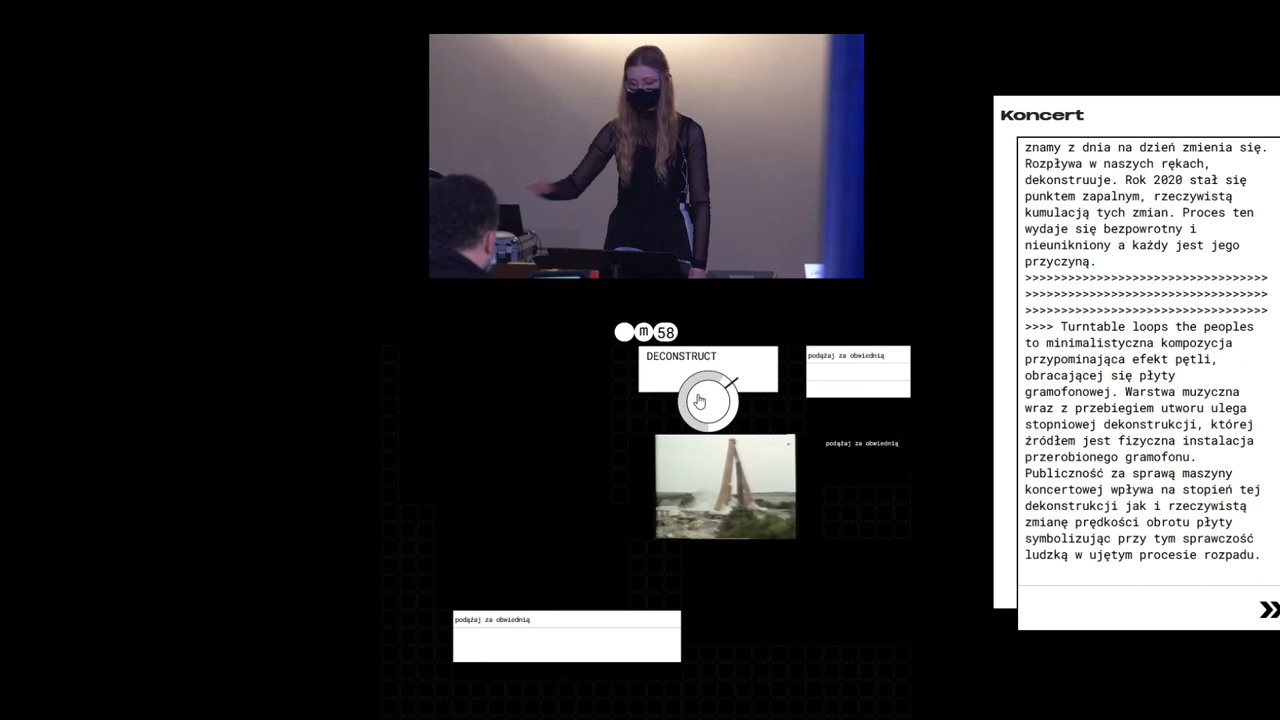 Koncert
znamy z dnia na dzień zmienia się.
Rozpływa w naszych rękach,
dekonstruuje. Rok 2020 stał się
punktem zapalnym, rzeczywistą
kumulacją tych zmian. Proces ten
wydaje się bezpowrotny i
nieunikniony a każdy jest jego
przyczyną.
>>>>>>>>>>>>>>>>>>>>>>>>>>>>>>>>>>
>>>>>>>>>>>>>>>>>>>>>>>>>>>>>>>>>>
>>>>>>>>>>>>>>>>>>>>>>>>>>>>>>>>>>
>>>> Turntable loops the peoples
to minimalistyczna kompozycja
przypominająca efekt pętli,
obracającej się płyty
gramofonowej. Warstwa muzyczna
wraz z przebiegiem utworu ulega
stopniowej dekonstrukcji, której
źródłem jest fizyczna instalacja
przerobionego gramofonu.
Publiczność za sprawą maszyny
koncertowej wpływa na stopień tej
dekonstrukcji jak i rzeczywistą
zmianę prędkości obrotu płyty
symbolizując przy tym sprawczość
ludzką w ujętym procesie rozpadu.
m 58
DECONSTRUCT
podążaj za obwiednią
podążaj za obwiednią
podążaj za obwiednią